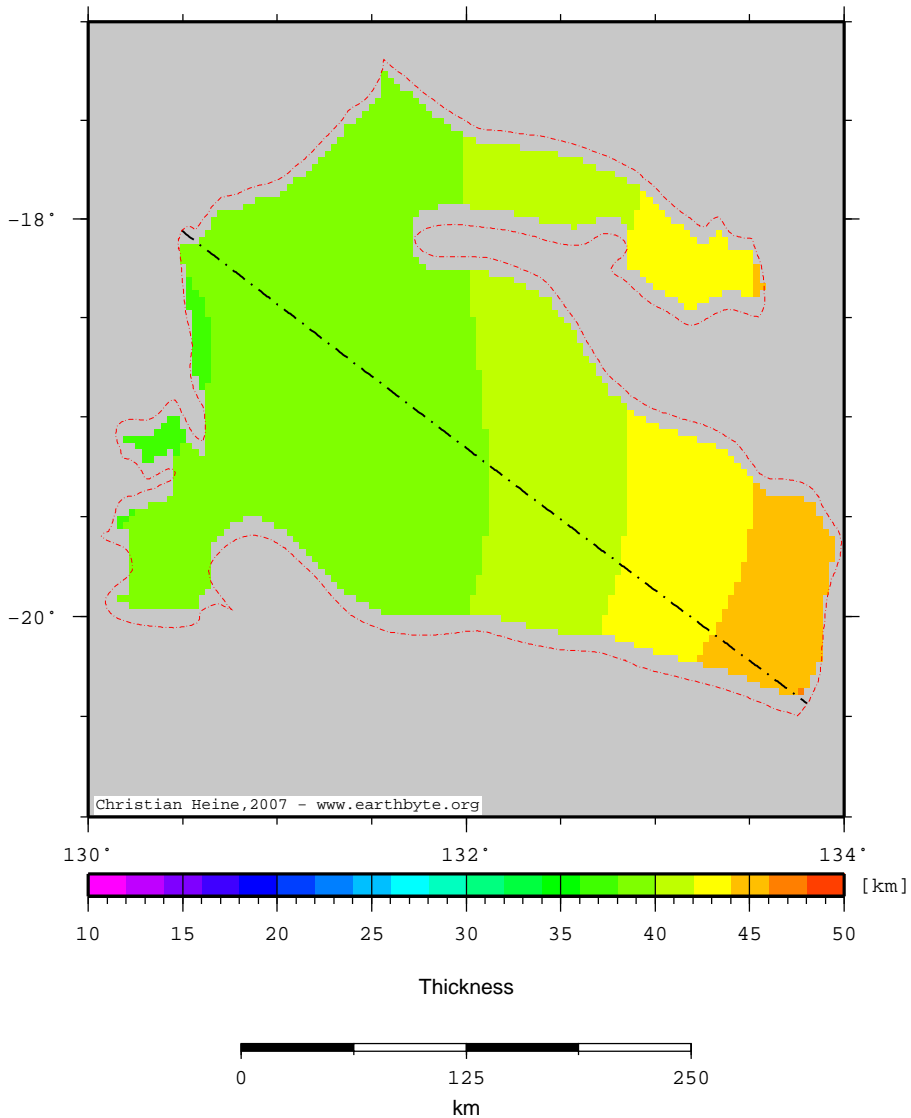 -18°
-20°
Christian Heine,2007 - www.earthbyte.org
130° 132° 134°
[km]
10 15 20 25 30 35 40 45 50
Thickness
0 125 250
km